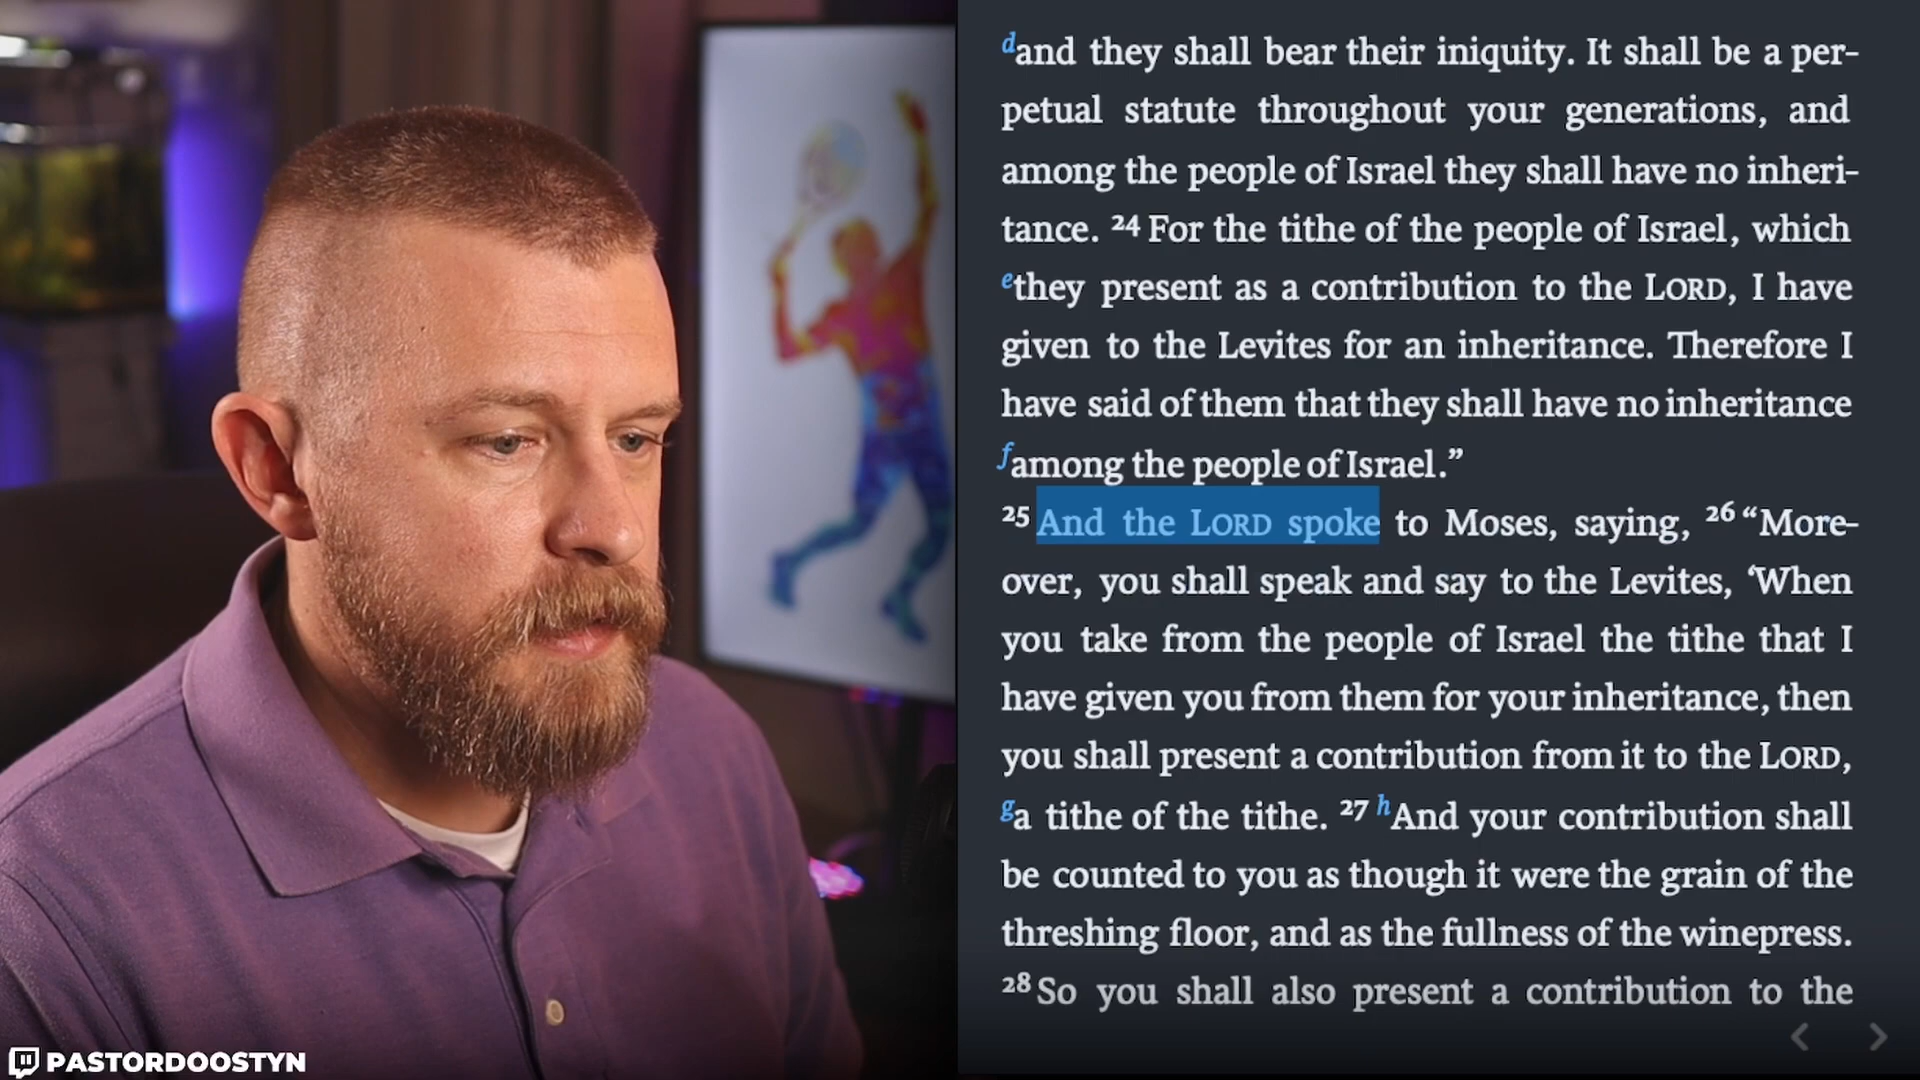 dand they shall bear their iniquity. It shall be a per-
petual statute throughout your generations, and
among the people of Israel they shall have no inheri-
tance. 24 For the tithe of the people of Israel, which
ethey present as a contribution to the LORD, I have
given to the Levites for an inheritance. Therefore I
have said of them that they shall have no inheritance
famong the people of Israel.”
25 And the LORD spoke to Moses, saying, 26 “More-
over, you shall speak and say to the Levites, ‘When
you take from the people of Israel the tithe that I
have given you from them for your inheritance, then
you shall present a contribution from it to the LORD,
ga tithe of the tithe. 27 hAnd your contribution shall
be counted to you as though it were the grain of the
threshing floor, and as the fullness of the winepress.
28 So you shall also present a contribution to the
PASTORDOOSTYN